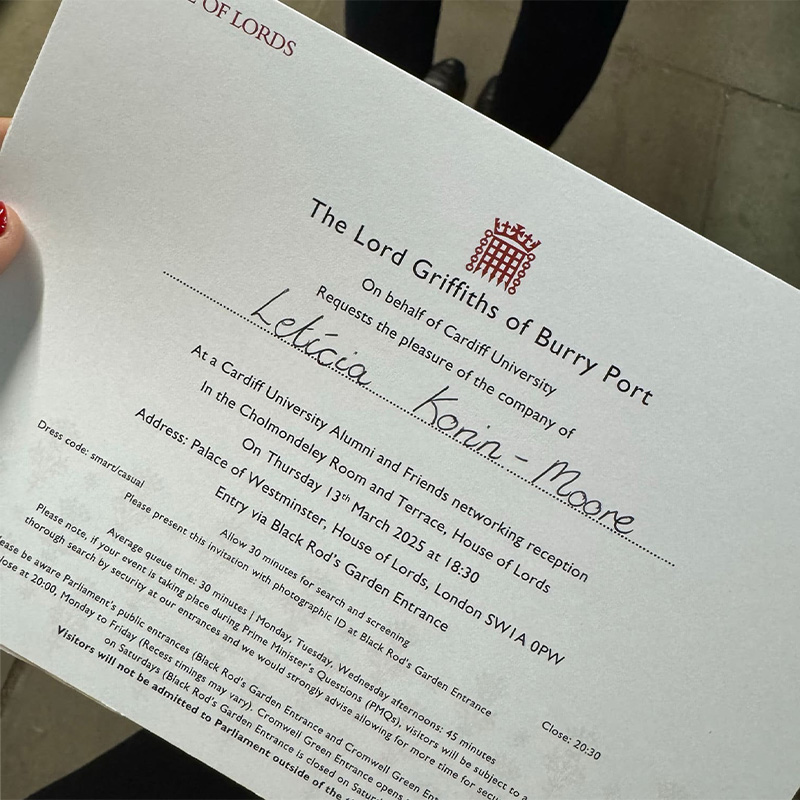 OF LORDS
The Lord Griffiths of Burry Port
On behalf of Cardiff University
Requests the pleasure of the company of
Letícia Korin-Moore
At a Cardiff University Alumni and Friends networking reception
In the Cholmondeley Room and Terrace, House of Lords
On Thursday 13th March 2025 at 18:30
Address: Palace of Westminster, House of Lords, London SW1A 0PW
Entry via Black Rod's Garden Entrance
Dress code: smart/casual
Close: 20:30
Allow 30 minutes for search and screening
Please present this invitation with photographic ID at Black Rod's Garden Entrance
Average queue time: 30 minutes | Monday, Tuesday, Wednesday afternoons: 45 minutes
Please note, if your event is taking place during Prime Minister's Questions (PMQs), visitors will be subject to a
thorough search by security at our entrances and we would strongly advise allowing for more time for
be aware Parliament's public entrances (Black Rod's Garden Entrance and Cromwell Green
at 20:00, Monday to Friday (Recess timings may vary). Cromwell Green Entrance opens
on Saturdays (Black Rod's Garden Entrance is closed on
Visitors will not be admitted to Parliament outside of the